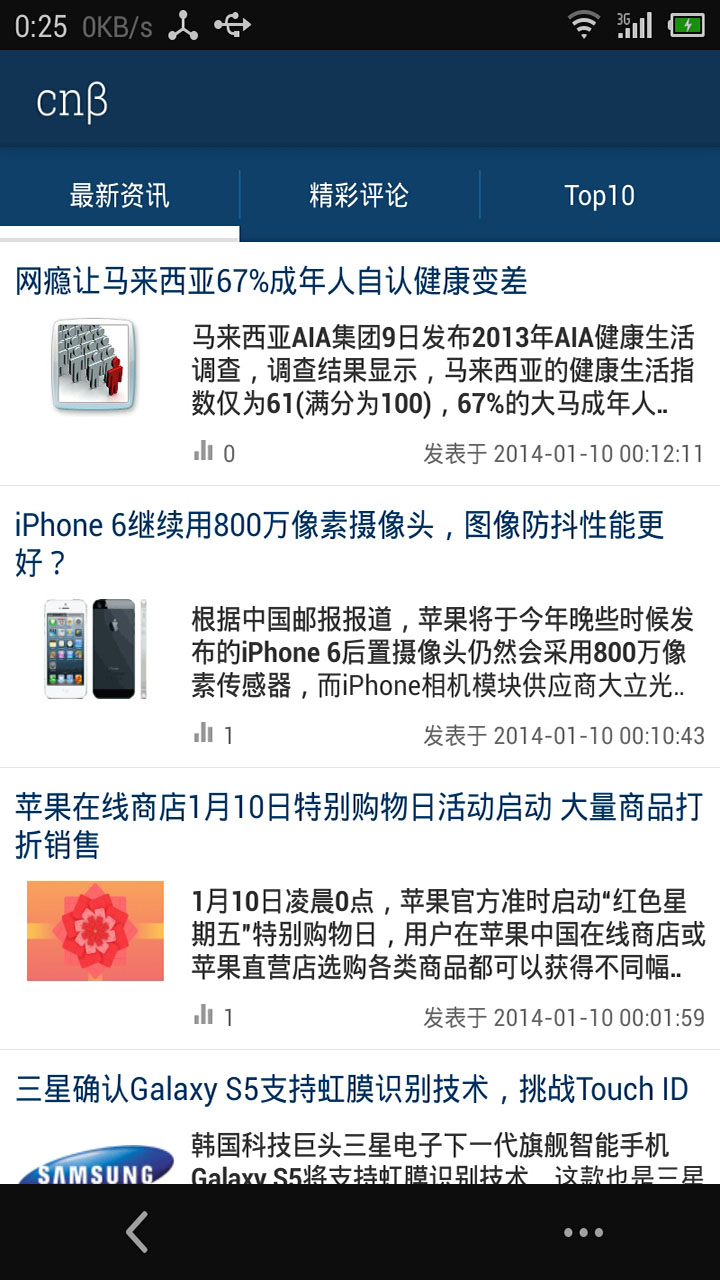 0:25 0KB/s 3G
cnβ
最新资讯 精彩评论 Top10
网瘾让马来西亚67%成年人自认健康变差
马来西亚AIA集团9日发布2013年AIA健康生活
调查，调查结果显示，马来西亚的健康生活指
数仅为61(满分为100)，67%的大马成年人..
0 发表于 2014-01-10 00:12:11
iPhone 6继续用800万像素摄像头，图像防抖性能更
好？
根据中国邮报报道，苹果将于今年晚些时候发
布的iPhone 6后置摄像头仍然会采用800万像
素传感器，而iPhone相机模块供应商大立光..
1 发表于 2014-01-10 00:10:43
苹果在线商店1月10日特别购物日活动启动 大量商品打
折销售
1月10日凌晨0点，苹果官方准时启动“红色星
期五"特别购物日，用户在苹果中国在线商店或
苹果直营店选购各类商品都可以获得不同幅..
1 发表于 2014-01-10 00:01:59
三星确认Galaxy S5支持虹膜识别技术，挑战Touch ID
SAMSUNG
韩国科技巨头三星电子下一代旗舰智能手机
Galaxy S5将支持虹膜识别技术。这款也是三星